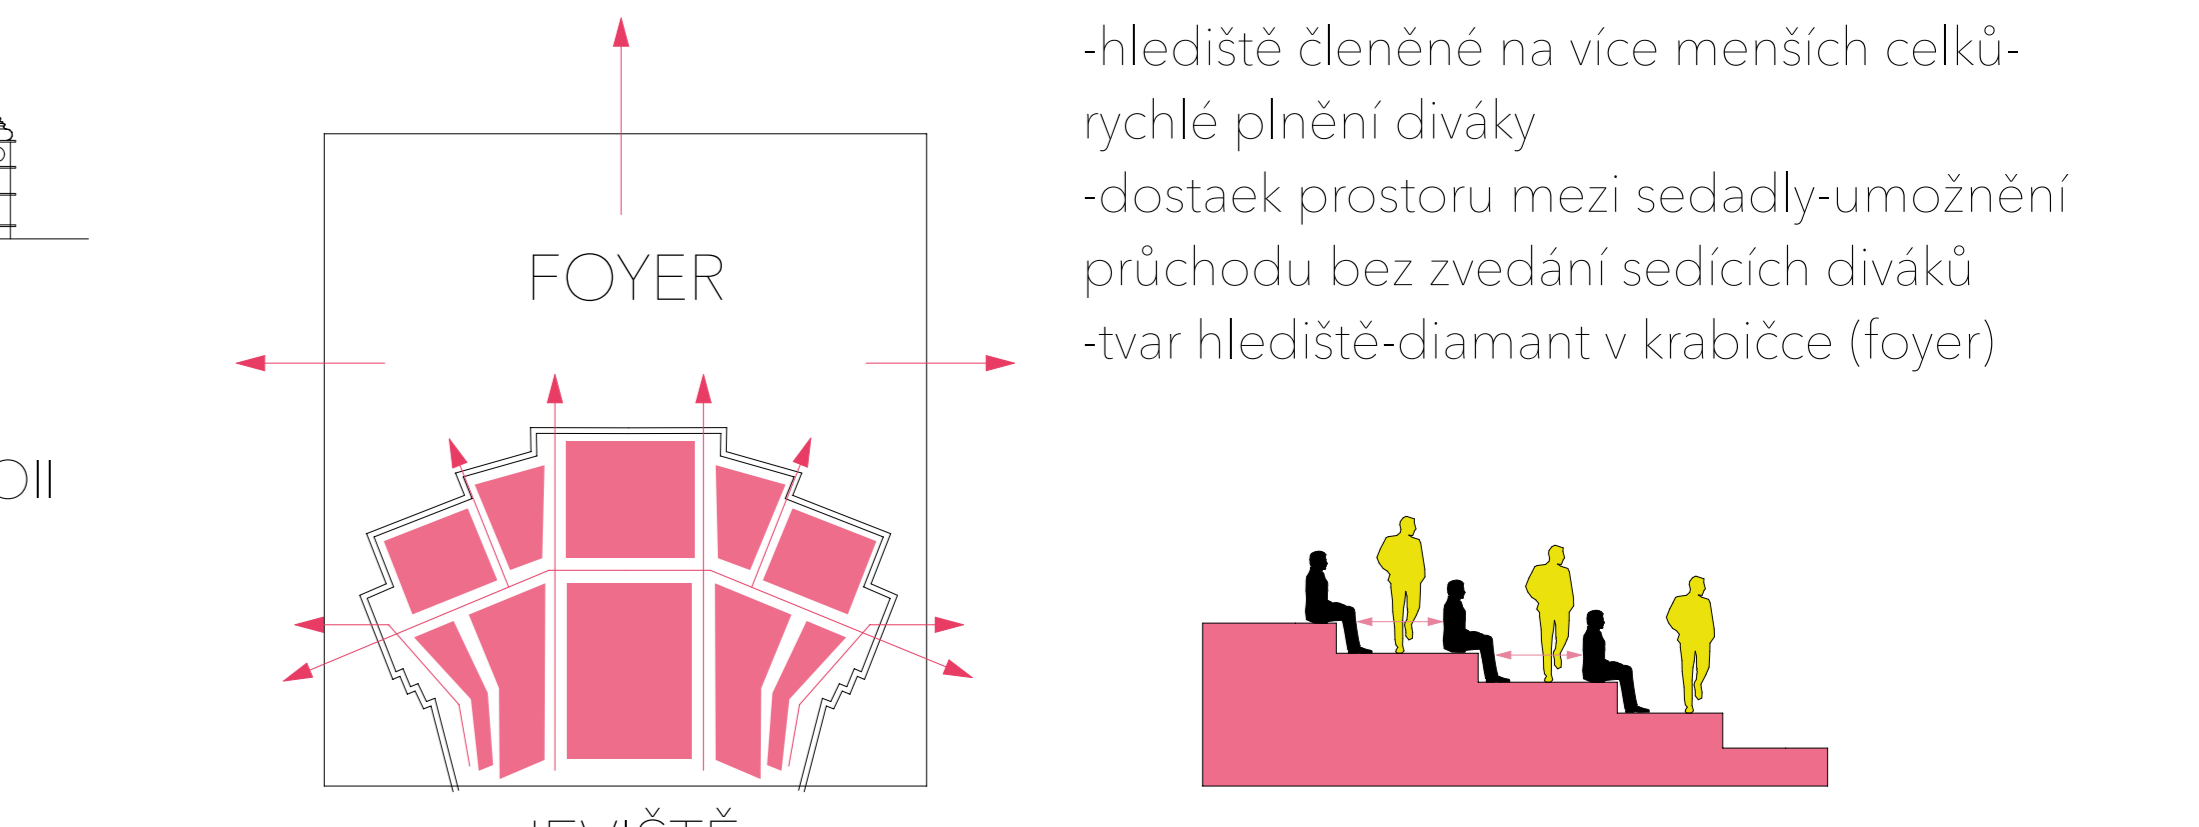 -hlediště členěné na více menších celků-
rychlé plnění diváky
-dostaek prostoru mezi sedadly-umožnění
průchodu bez zvedání sedících diváků
-tvar hlediště-diamant v krabičce (foyer)
FOYER
JEVIŠTĚ